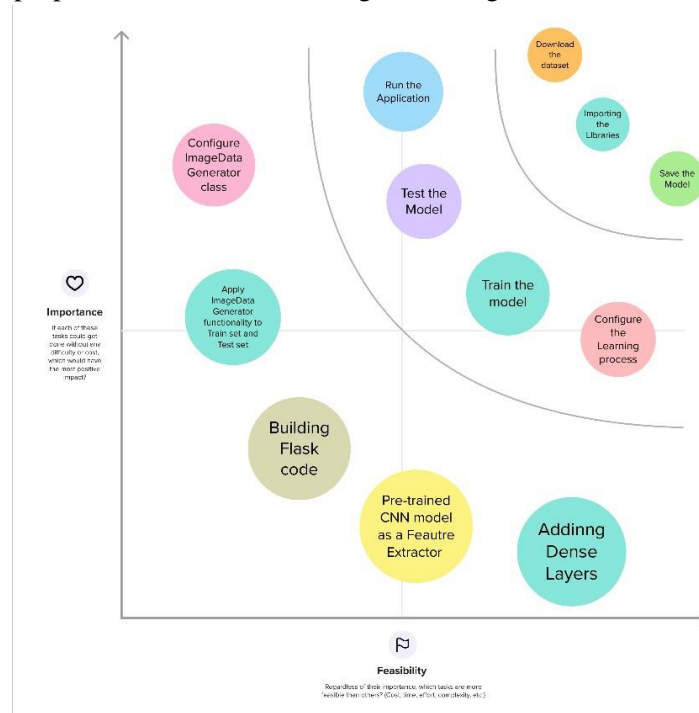 Download
the
dataset
Run the
Application
Importing
the
LIbraries
Configure
ImageData
Generator
class
Save the
Model
Test the
Model
Train the
model
Apply
ImageData
Generator
functionality to
Train set and
Test set
Configure
the
Learning
process
Importance
If each of these
tasks could get
done without any
difficulty or cost,
which would have
the most positive
impact?
Building
Flask
code
Pre-trained
CNN model
as a Feautre
Extractor
Addinng
Dense
Layers
Feasibility
Regardless of their importance, which tasks are more
feasible than others? (Cost, time, effort, complexity, etc.)